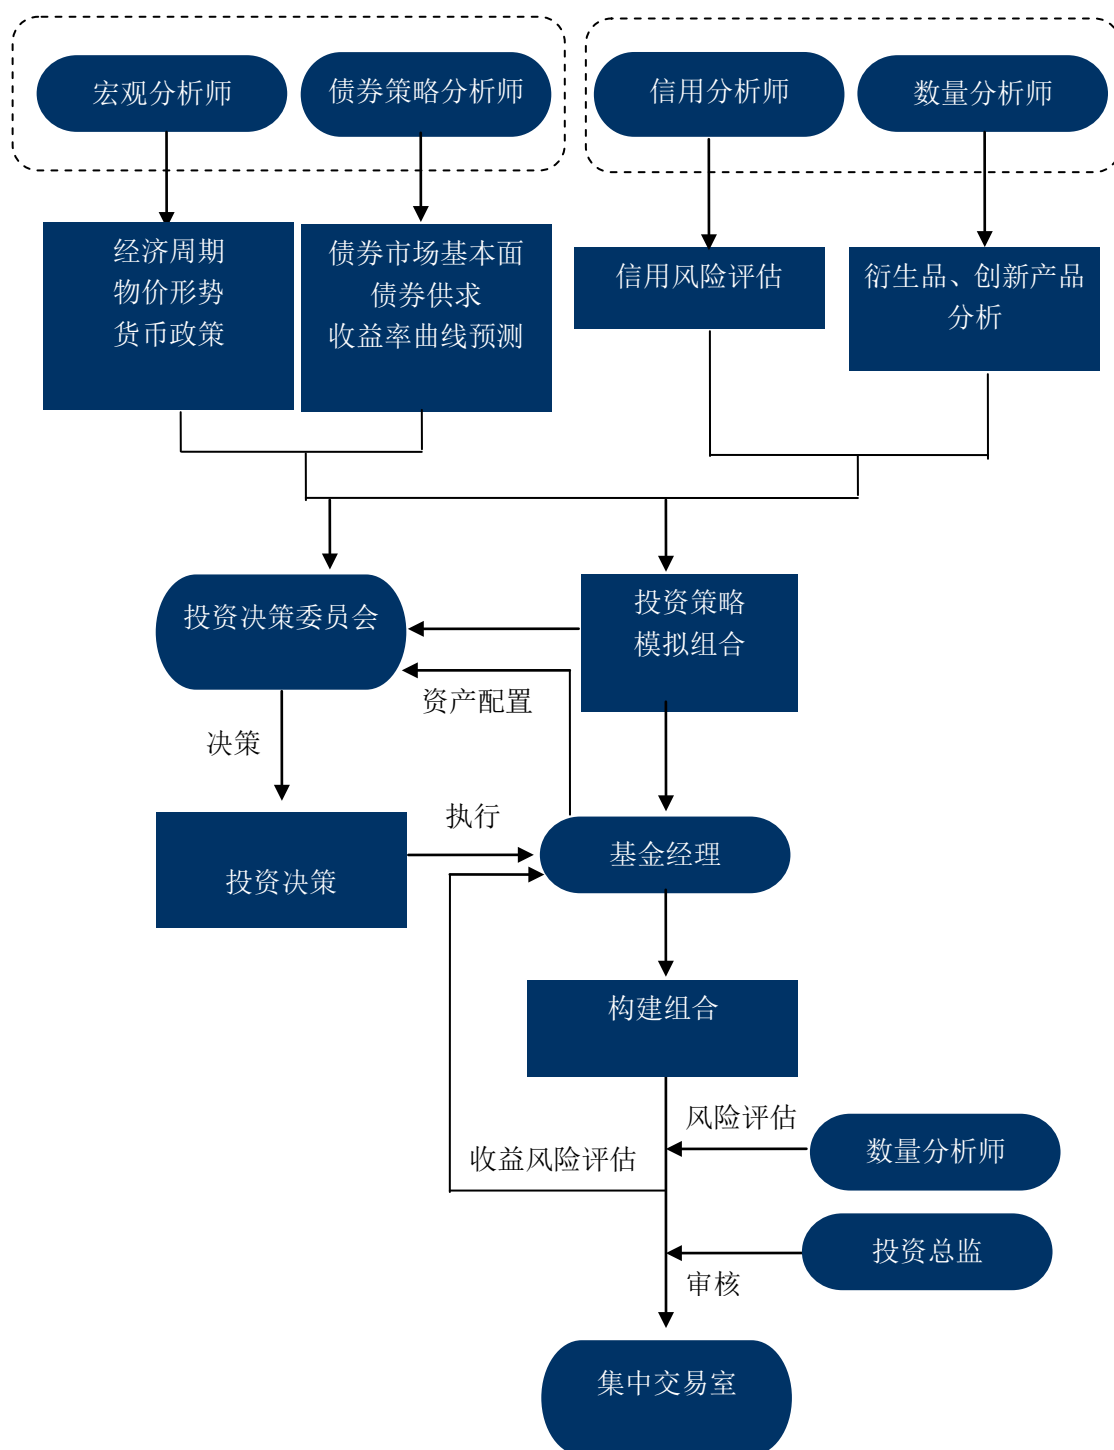 宏观分析师
债券策略分析师
信用分析师
数量分析师
经济周期
物价形势
货币政策
债券市场基本面
债券供求
收益率曲线预测
信用风险评估
衍生品、创新产品
分析
投资决策委员会
投资策略
模拟组合
资产配置
决策
执行
投资决策
基金经理
构建组合
风险评估
收益风险评估
数量分析师
投资总监
审核
集中交易室